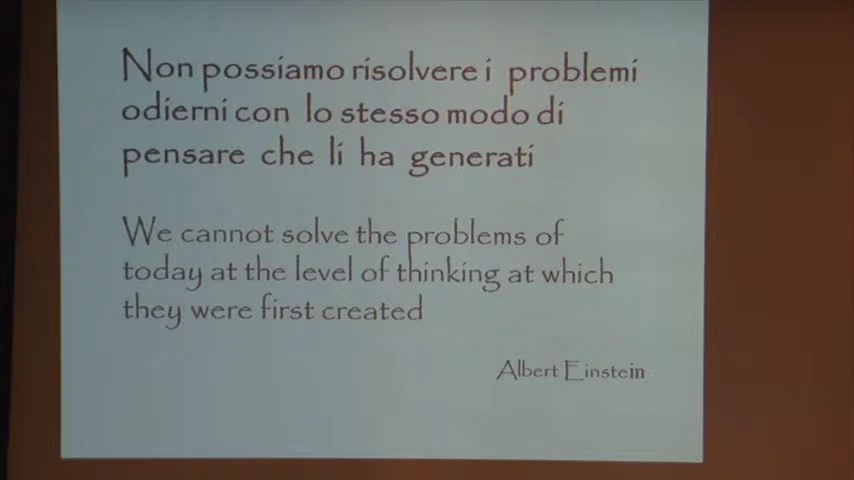 Non possiamo risolvere i problemi
odierni con lo stesso modo di
pensare che li ha generati
We cannot solve the problems of
today at the level of thinking at which
they were first created
Albert Einstein